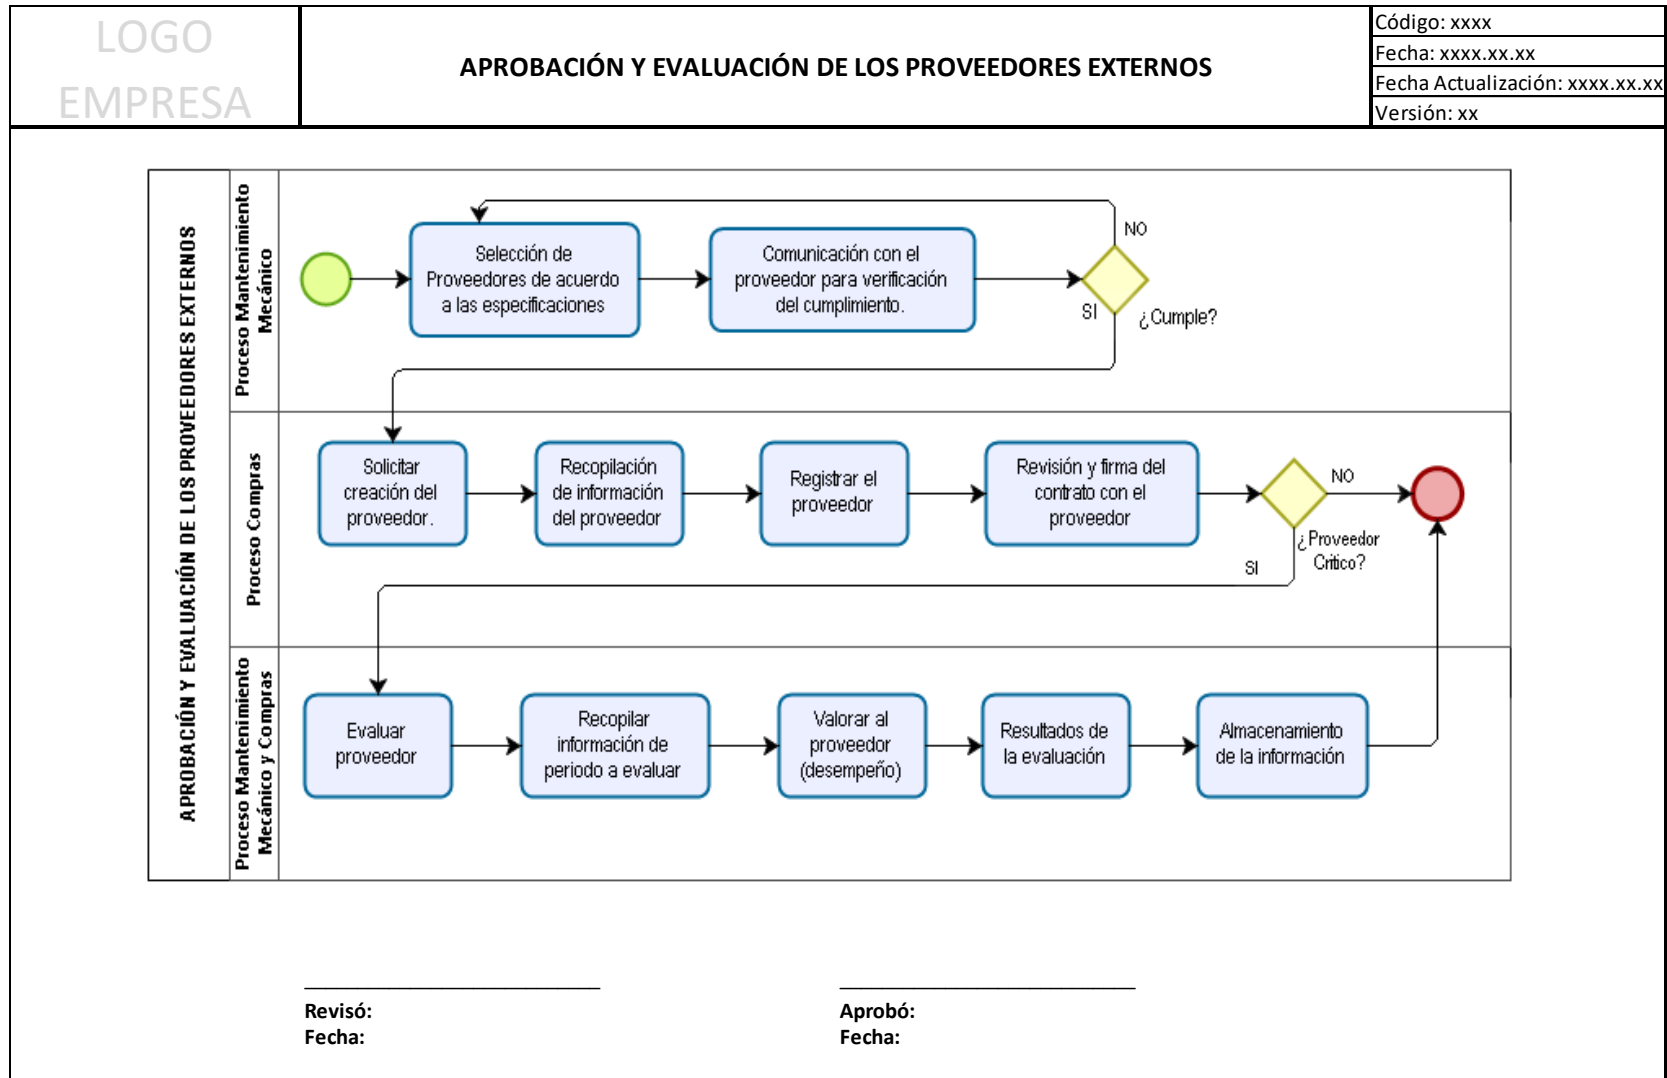 LOGO
EMPRESA
APROBACIÓN Y EVALUACIÓN DE LOS PROVEEDORES EXTERNOS
Código: xxxx
Fecha: xxxx.xx.xx
Fecha Actualización: xxxx.xx.xx
Versión: xx
APROBACIÓN Y EVALUACIÓN DE LOS PROVEEDORES EXTERNOS
Proceso Mantenimiento
Mecánico
Selección de
Proveedores de acuerdo
a las especificaciones
Comunicación con el
proveedor para verificación
del cumplimiento.
NO
SI
¿Cumple?
Proceso Compras
Solicitar
creación del
proveedor.
Recopilación
de información
del proveedor
Registrar el
proveedor
Revisión y firma del
contrato con el
proveedor
NO
¿Proveedor
Critico?
SI
Proceso Mantenimiento
Mecánico y Compras
Evaluar
proveedor
Recopilar
información de
periodo a evaluar
Valorar al
proveedor
(desempeño)
Resultados de
la evaluación
Almacenamiento
de la información
Revisó:
Fecha:
Aprobó:
Fecha: